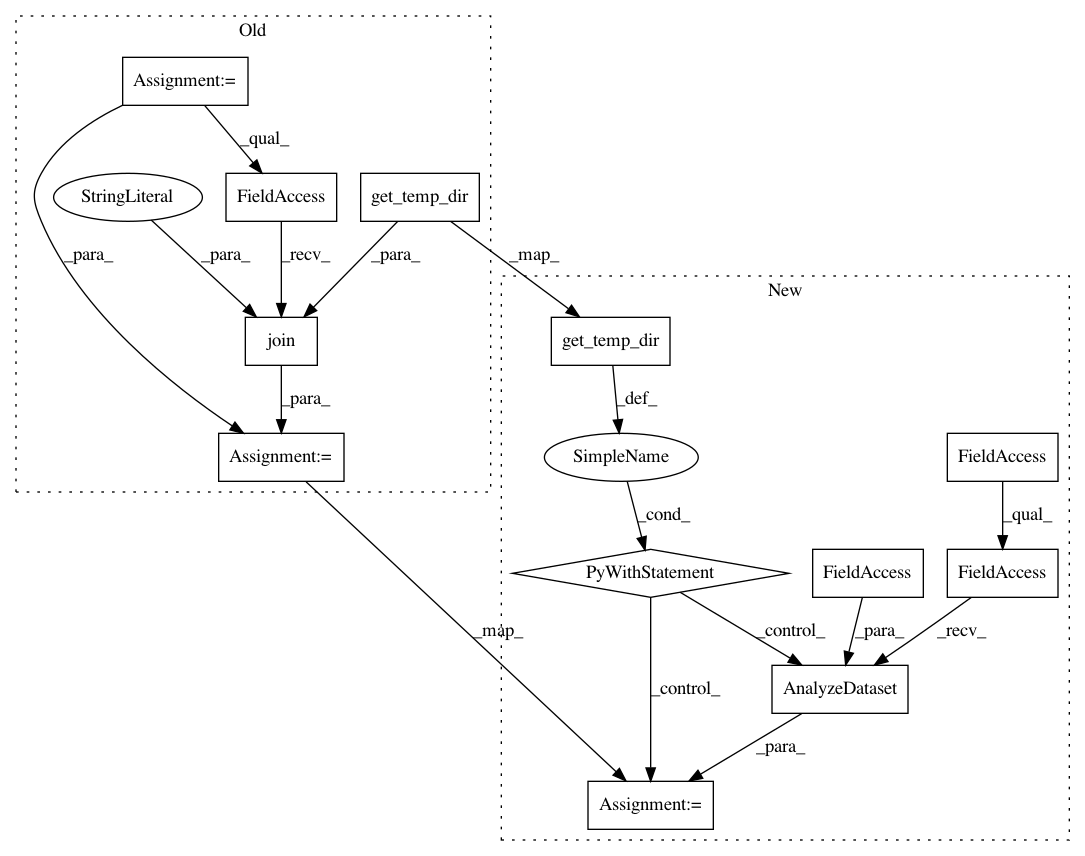 Old
Assignment:=
_qual_
StringLiteral
FieldAccess
get_temp_dir
_para_
_para_
_recv_
_para_
_map_
New
join
get_temp_dir
_para_
_def_
Assignment:=
SimpleName
FieldAccess
_cond_
_qual_
PyWithStatement
FieldAccess
FieldAccess
_map_
_control_
_para_
_recv_
_control_
AnalyzeDataset
_para_
Assignment:=